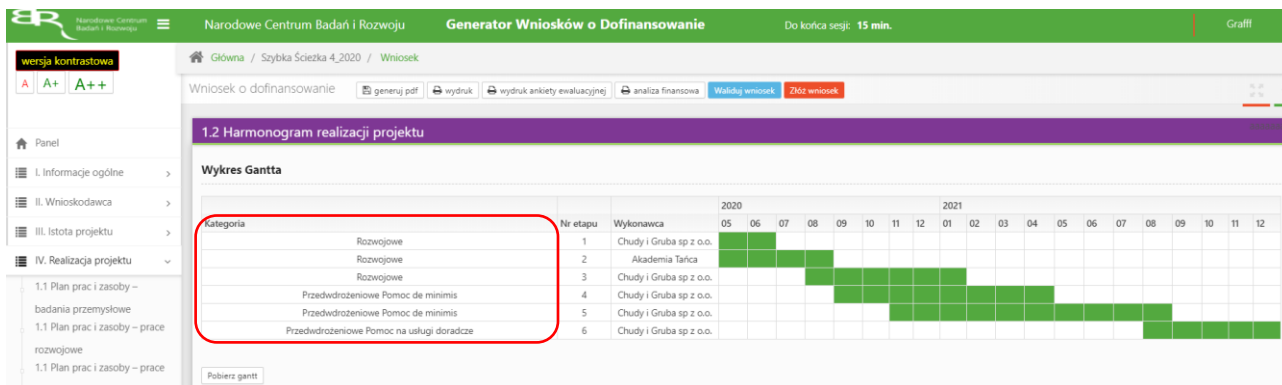 Narodowe Centrum
Badań i Rozwoju
Narodowe Centrum Badań i Rozwoju Generator Wniosków o Dofinansowanie Do końca sesji: 15 min. Grafff
wersja kontrastowa
A A+ A++
Główna / Szybka Ścieżka 4_2020 / Wniosek
Wniosek o dofinansowanie generuj pdf wydruk wydruk ankiety ewaluacyjnej analiza finansowa Waliduj wniosek Złóż wniosek
Panel
I. Informacje ogólne
II. Wnioskodawca
III. Istota projektu
IV. Realizacja projektu
1.1 Plan prac i zasoby –
badania przemysłowe
1.1 Plan prac i zasoby – prace
rozwojowe
1.1 Plan prac i zasoby – prace
1.2 Harmonogram realizacji projektu
Wykres Gantta
2020 2021
Kategoria Nr etapu Wykonawca 05 06 07 08 09 10 11 12 01 02 03 04 05 06 07 08 09 10 11 12
Rozwojowe 1 Chudy i Gruba sp z o.o.
Rozwojowe 2 Akademia Tańca
Rozwojowe 3 Chudy i Gruba sp z o.o.
Przedwdrożeniowe Pomoc de minimis 4 Chudy i Gruba sp z o.o.
Przedwdrożeniowe Pomoc de minimis 5 Chudy i Gruba sp z o.o.
Przedwdrożeniowe Pomoc na usługi doradcze 6 Chudy i Gruba sp z o.o.
Pobierz gantt